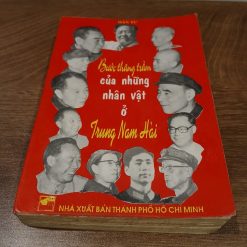 Bước thăng trầm
của những
nhân vật
ở
Trung Nam Hải
NHÀ XUẤT BẢN THÀNH PHỐ HỒ CHÍ MINH